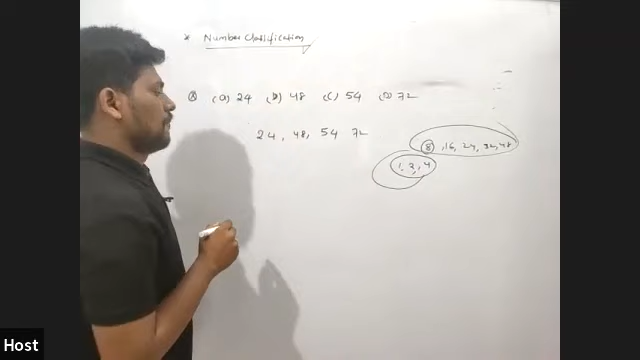 * Number Classification
(a) 24 (b) 48 (c) 54 (d) 72
24, 48, 54 72
8, 16, 24, 32, 48
1, 2, 4
Host